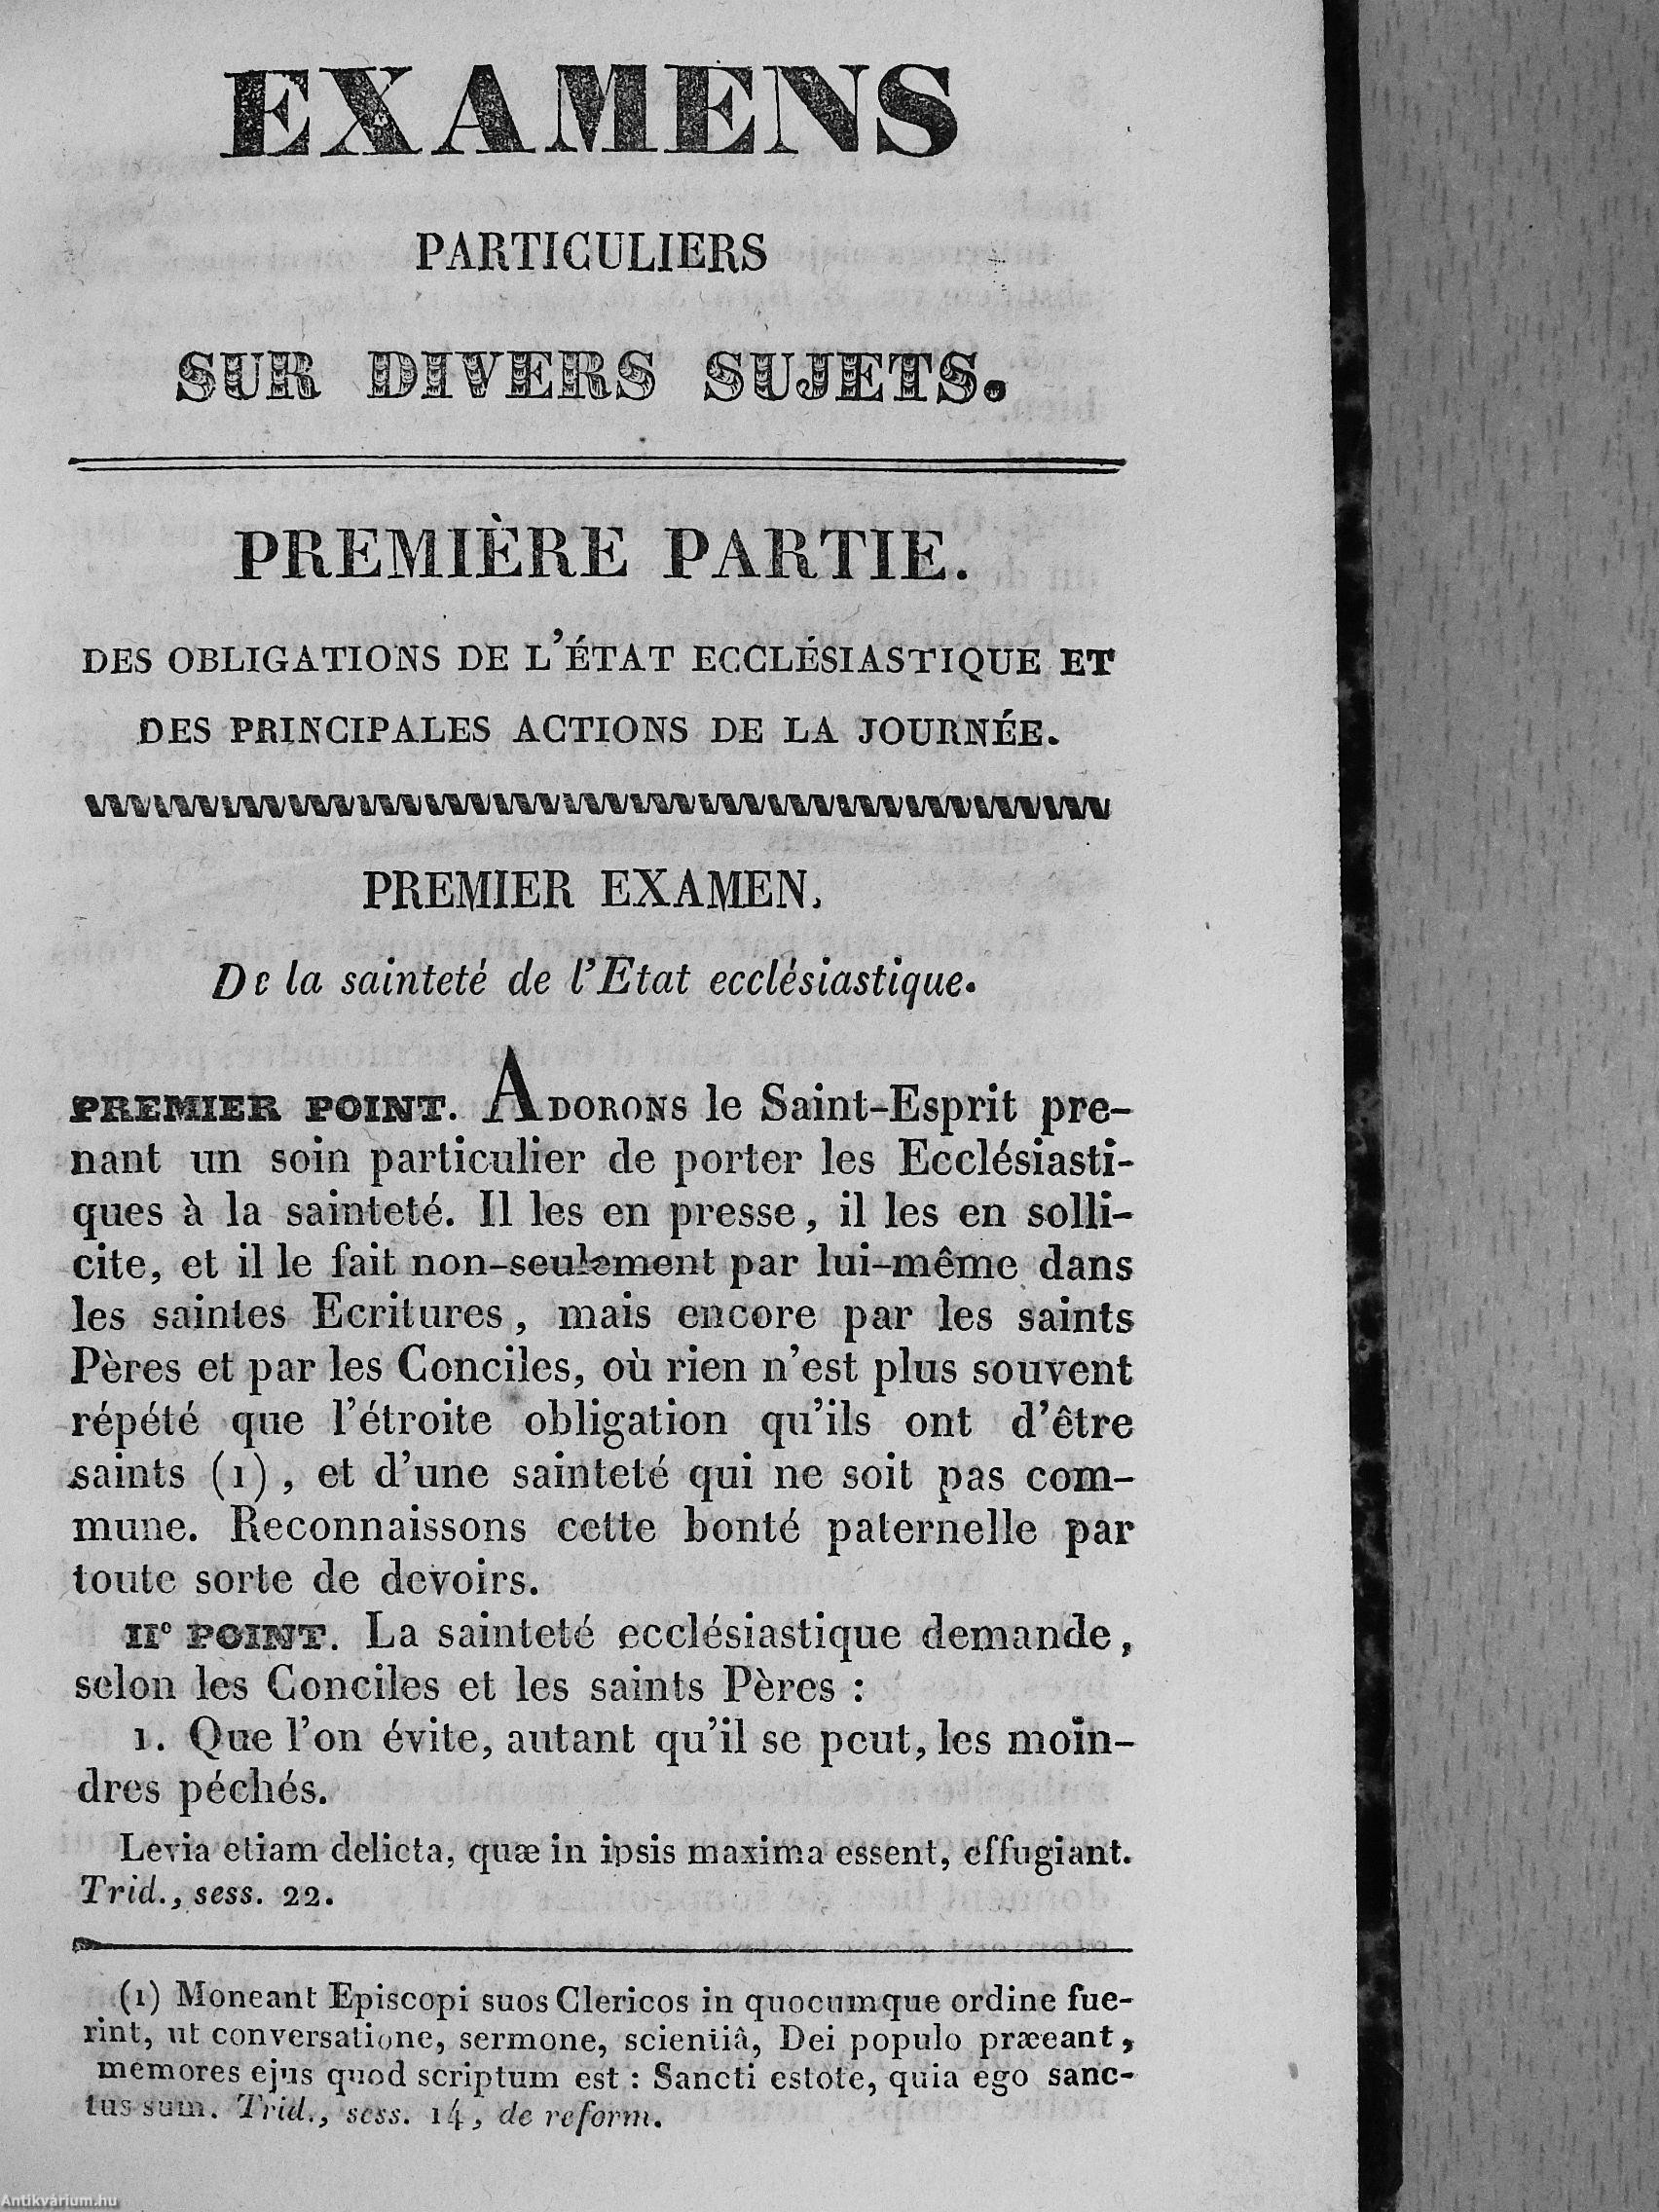 EXAMENS
PARTICULIERS
SUR DIVERS SUJETS.
PREMIÈRE PARTIE.
DES OBLIGATIONS DE L'ÉTAT ECCLÉSIASTIQUE ET
DES PRINCIPALES ACTIONS DE LA JOURNÉE.
PREMIER EXAMEN.
De la sainteté de l'Etat ecclésiastique.
PREMIER POINT. ADORONS le Saint-Esprit pre-
nant un soin particulier de porter les Ecclésiasti-
ques à la sainteté. Il les en presse, il les en solli-
cite, et il le fait non-seulement par lui-même dans
les saintes Ecritures, mais encore par les saints
Pères et par les Conciles, où rien n'est plus souvent
répété que l'étroite obligation qu'ils ont d'être
saints (1), et d'une sainteté qui ne soit pas com-
mune. Reconnaissons cette bonté paternelle par
toute sorte de devoirs.
IIe POINT. La sainteté ecclésiastique demande,
selon les Conciles et les saints Pères :
1. Que l'on évite, autant qu'il se peut, les moin-
dres péchés.
Levia etiam delicta, quæ in ipsis maxima essent, effugiant.
Trid., sess. 22.
(1) Moneant Episcopi suos Clericos in quocumque ordine fue-
rint, ut conversatione, sermone, scientiâ, Dei populo præeant,
memores ejus quod scriptum est : Sancti estote, quia ego sanc-
tus sum. Trid., sess. 14, de reform.
Antikvárium.hu